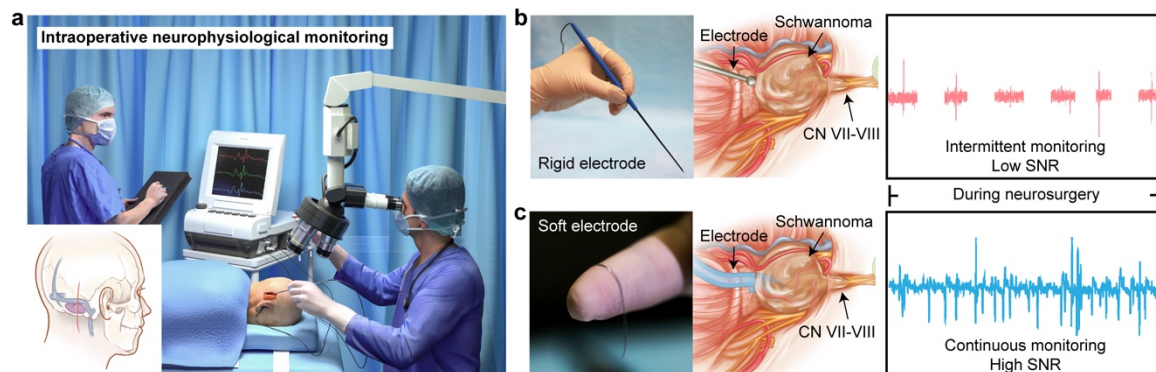 a
Intraoperative neurophysiological monitoring
b
Rigid electrode
Electrode
Schwannoma
CN VII-VIII
Intermittent monitoring
Low SNR
During neurosurgery
c
Soft electrode
Electrode
Schwannoma
CN VII-VIII
Continuous monitoring
High SNR